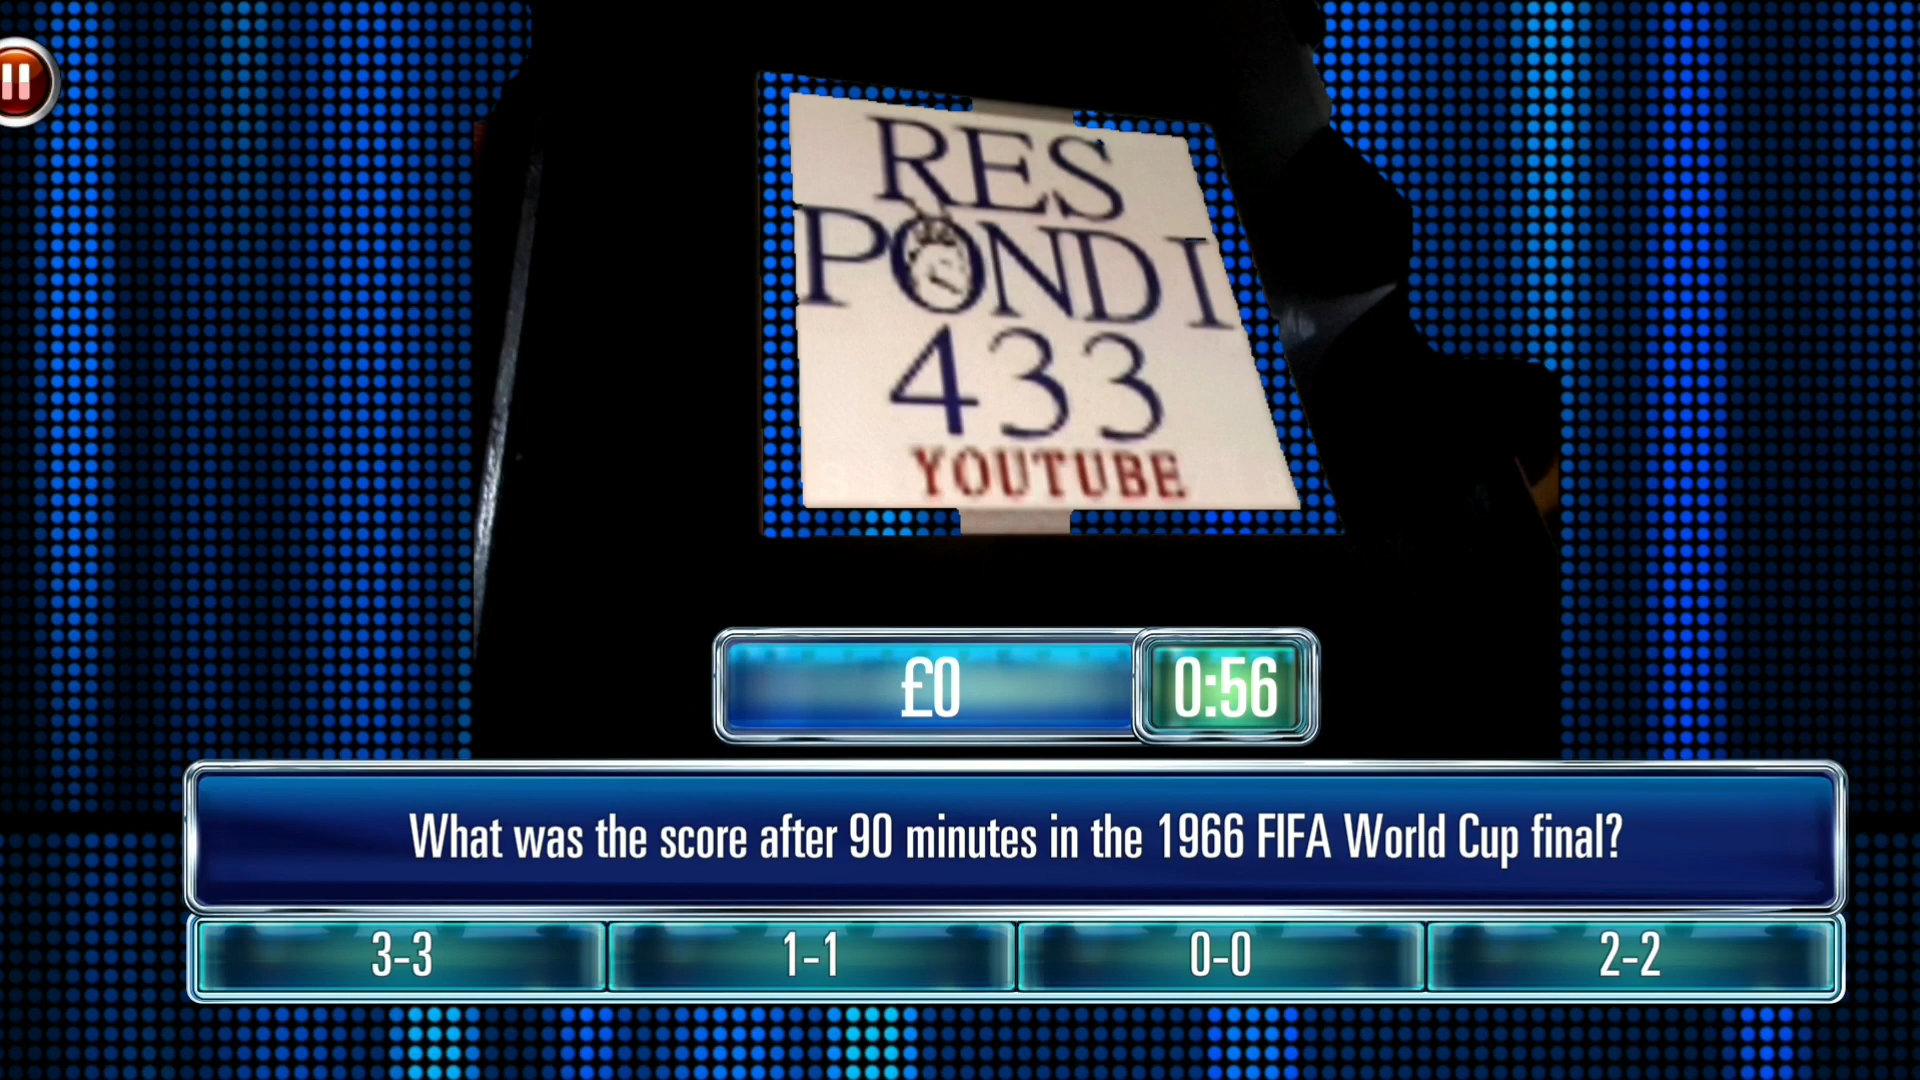 RES
POND I
433
YOUTUBE
£0
0:56
What was the score after 90 minutes in the 1966 FIFA World Cup final?
3-3
1-1
0-0
2-2